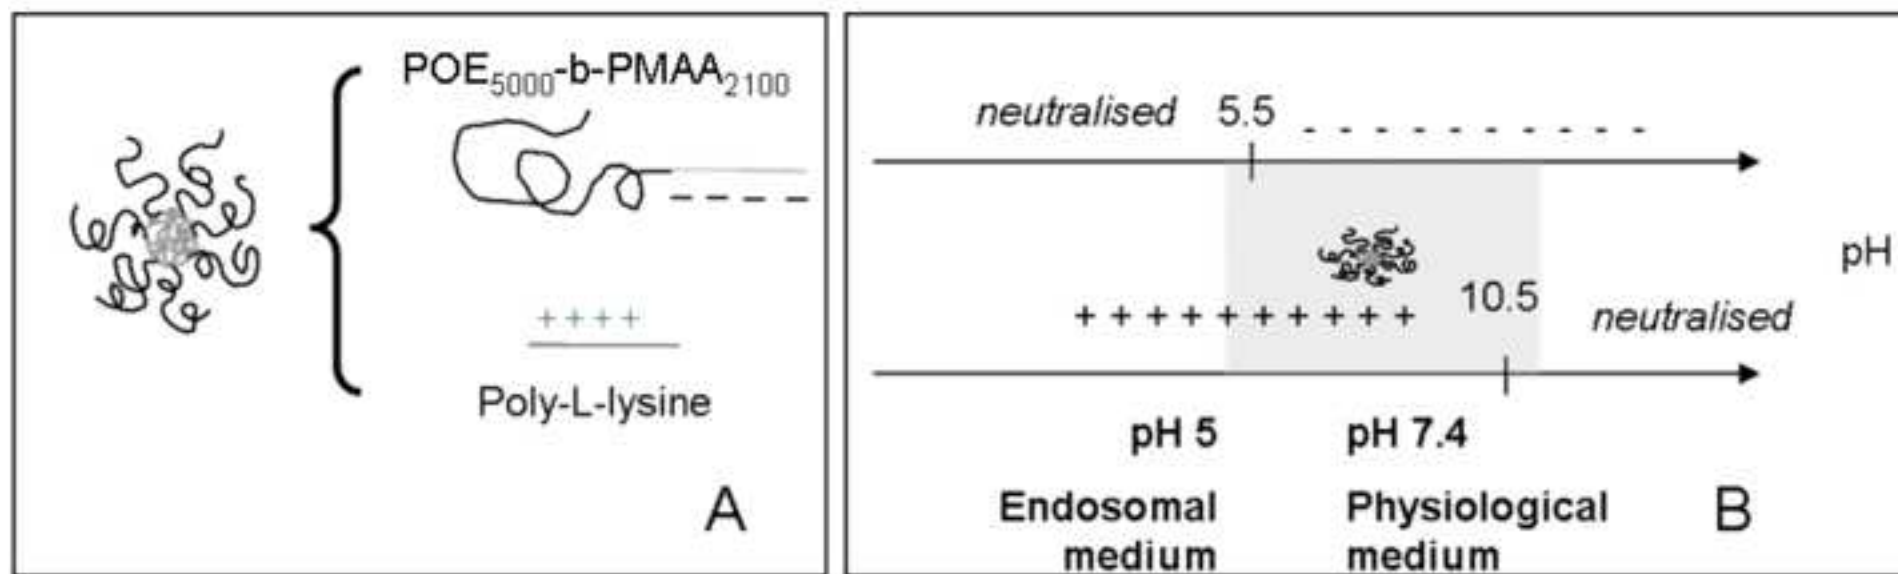 POE5000-b-PMAA2100
+ + + +
Poly-L-lysine
A
neutralised 5.5 - - - - - - - - - -
pH
10.5
+ + + + + + + + + + neutralised
pH 5 pH 7.4
Endosomal Physiological
medium medium
B